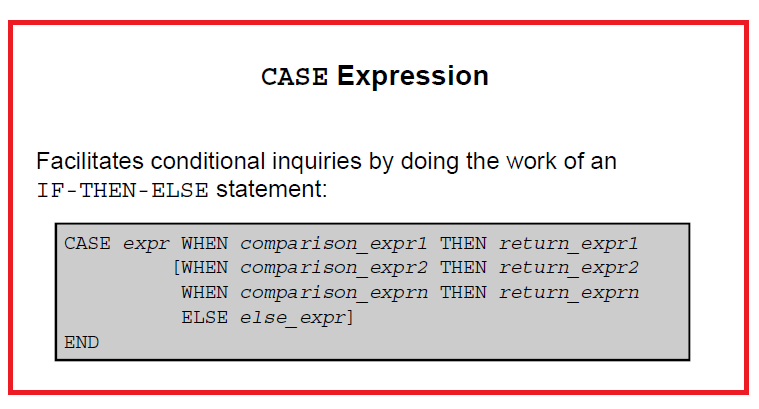 CASE Expression
Facilitates conditional inquiries by doing the work of an
IF-THEN-ELSE statement:
CASE expr WHEN comparison_expr1 THEN return_expr1
[WHEN comparison_expr2 THEN return_expr2
WHEN comparison_exprn THEN return_exprn
ELSE else_expr]
END